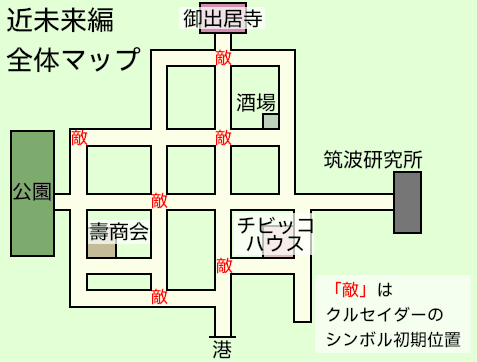 近未来編
全体マップ
御出居寺
敵
酒場
敵
敵
筑波研究所
公園
敵
壽商会
チビッコ
ハウス
敵
敵
「敵」は
クルセイダーの
シンボル初期位置
港